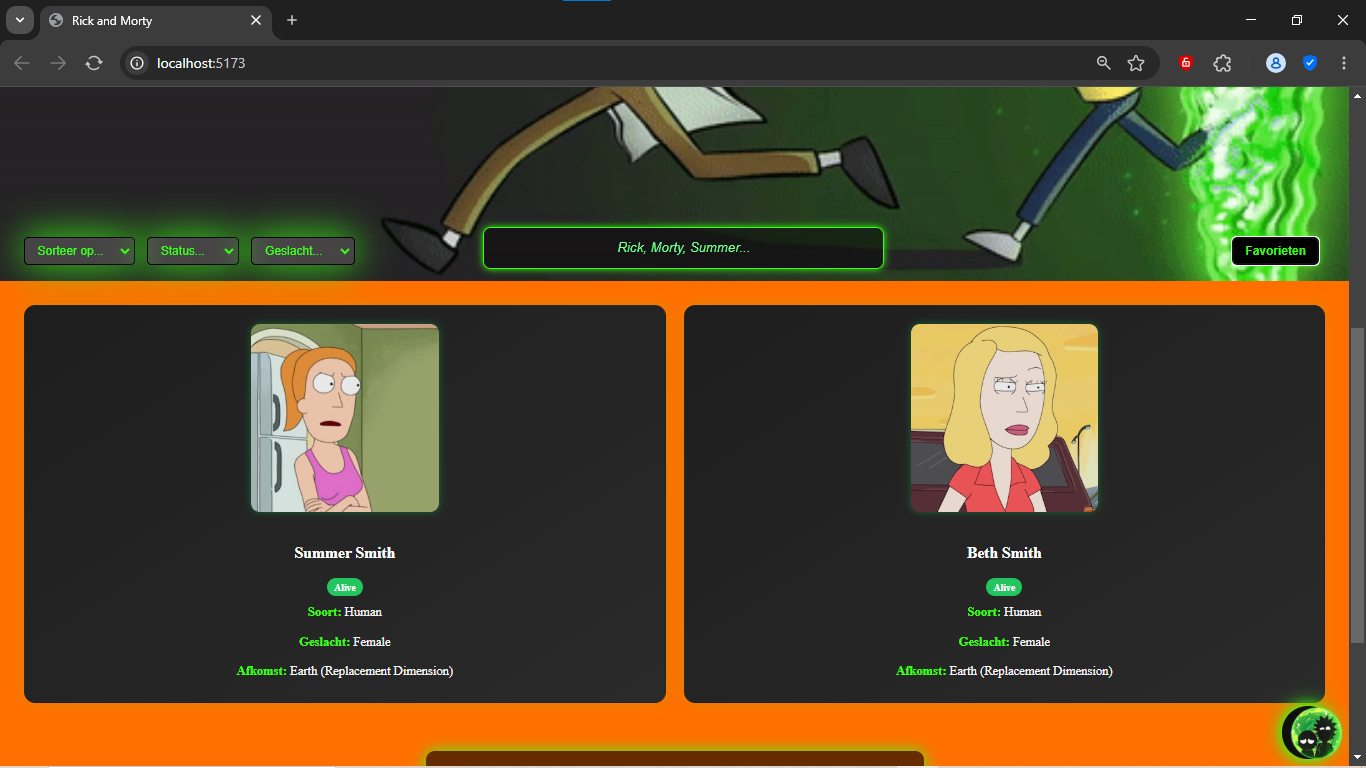 Rick and Morty
localhost:5173
Sorteer op...
Status...
Geslacht...
Rick, Morty, Summer...
Favorieten
Summer Smith
Alive
Soort: Human
Geslacht: Female
Afkomst: Earth (Replacement Dimension)
Beth Smith
Alive
Soort: Human
Geslacht: Female
Afkomst: Earth (Replacement Dimension)